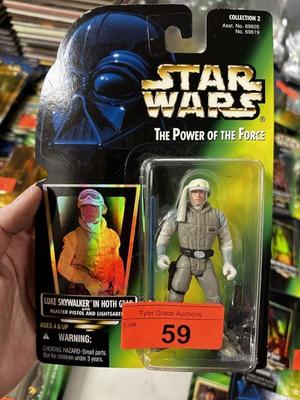 COLLECTION 2
Asst. No. 69605
No. 69619
STAR
WARS
THE POWER OF THE FORCE
LUKE SKYWALKER IN HOTH GEAR
BLASTER PISTOL AND LIGHTSABER
AGES 4 & UP
WARNING:
CHOKING HAZARD-Small parts.
Not for children under 3 years.
Tyler Grace Auctions
LOT#
59